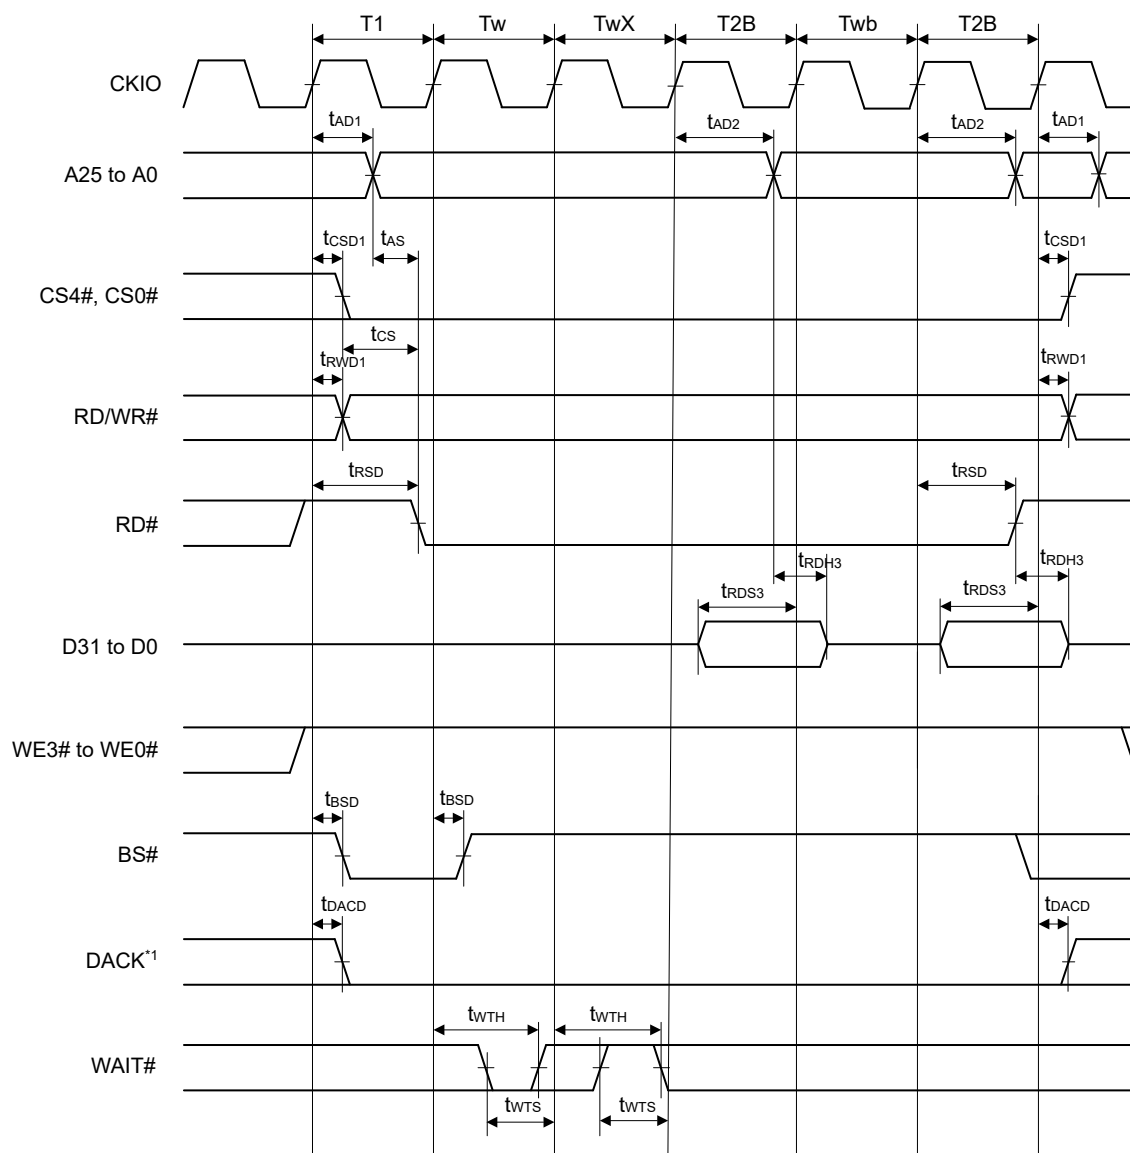 T1 Tw TwX T2B Twb T2B
CKIO
tAD1 tAD2 tAD2 tAD1
A25 to A0
tCSD1 tAS tCSD1
CS4#, CS0#
tCS
tRWD1 tRWD1
RD/WR#
tRSD tRSD
RD#
tRDH3 tRDH3
tRDS3 tRDS3
D31 to D0
WE3# to WE0#
tBSD tBSD
BS#
tDACD tDACD
DACK*1
tWTH tWTH
WAIT#
tWTS tWTS